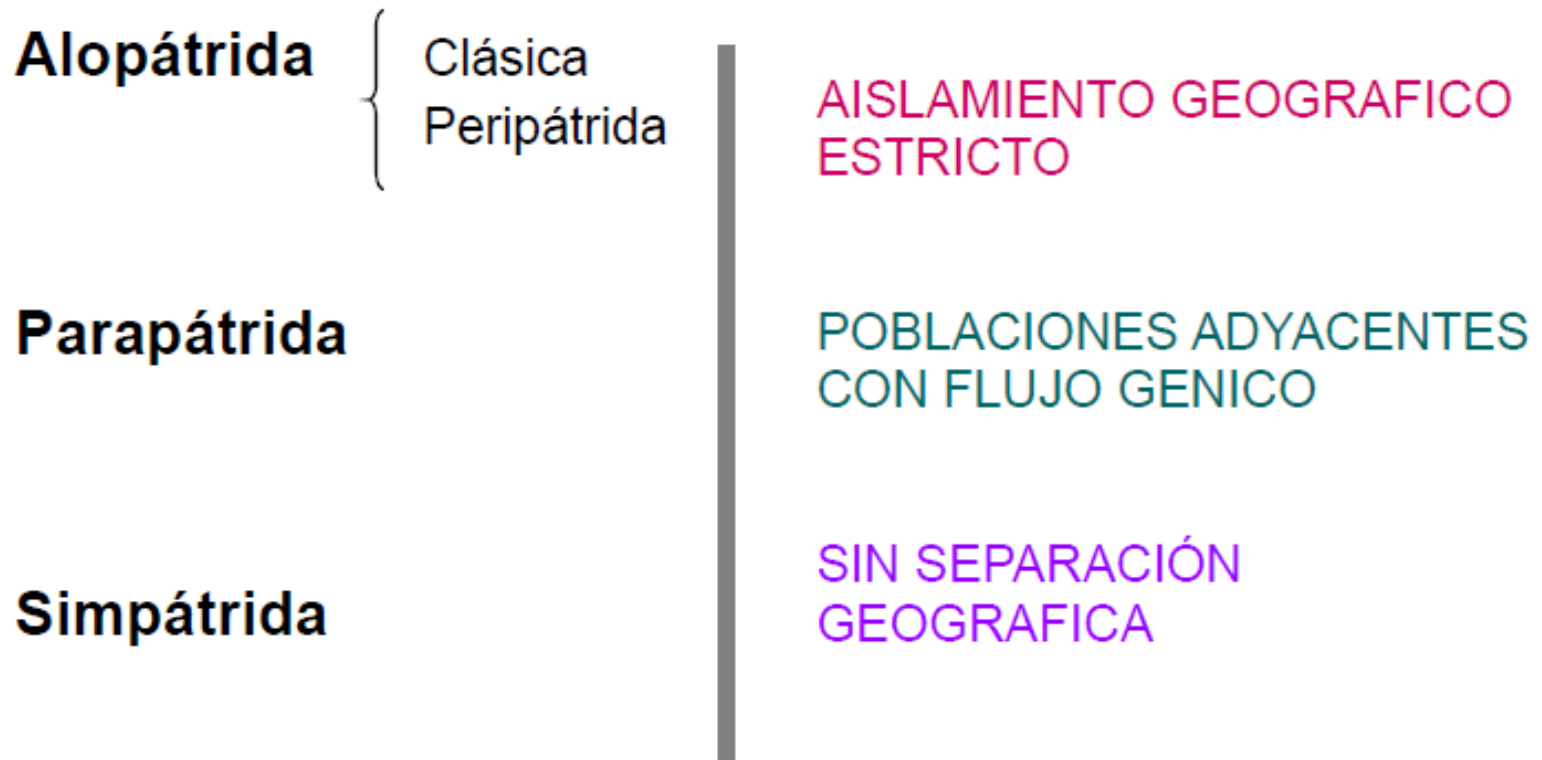 Alopátrida
Clásica
Peripátrida
AISLAMIENTO GEOGRAFICO
ESTRICTO
Parapátrida
POBLACIONES ADYACENTES
CON FLUJO GENICO
Simpátrida
SIN SEPARACIÓN
GEOGRAFICA